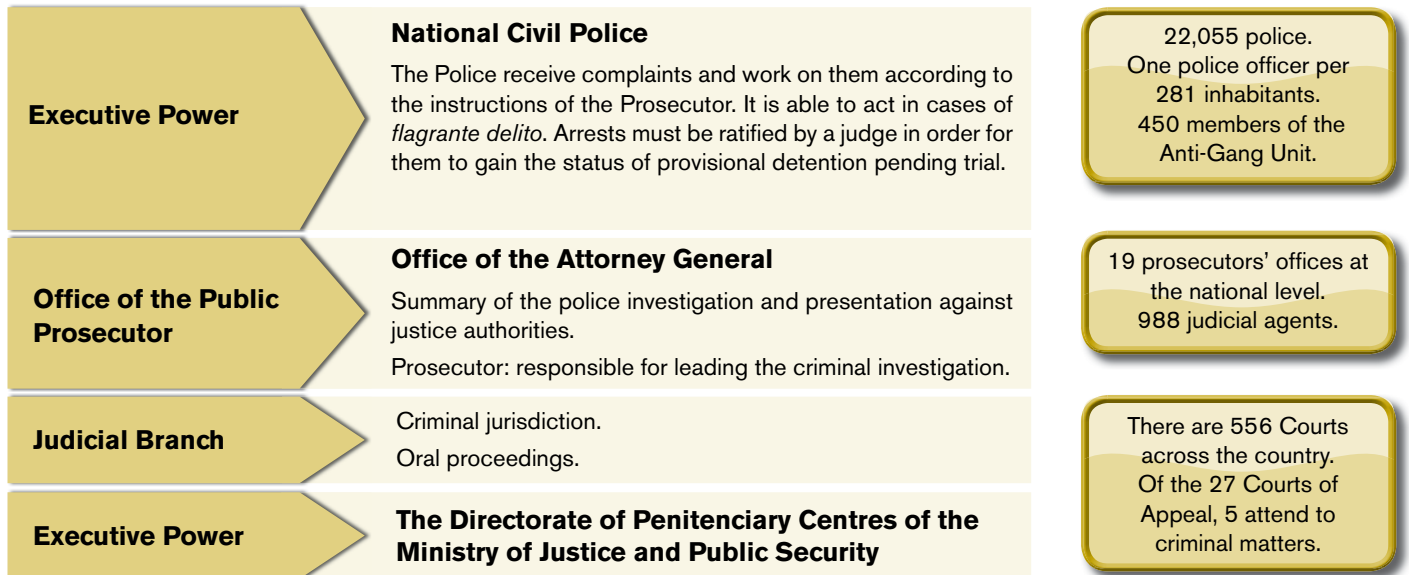 Executive Power
National Civil Police
The Police receive complaints and work on them according to
the instructions of the Prosecutor. It is able to act in cases of
flagrante delito. Arrests must be ratified by a judge in order for
them to gain the status of provisional detention pending trial.
22,055 police.
One police officer per
281 inhabitants.
450 members of the
Anti-Gang Unit.
Office of the Public
Prosecutor
Office of the Attorney General
Summary of the police investigation and presentation against
justice authorities.
Prosecutor: responsible for leading the criminal investigation.
19 prosecutors' offices at
the national level.
988 judicial agents.
Judicial Branch
Criminal jurisdiction.
Oral proceedings.
There are 556 Courts
across the country.
Of the 27 Courts of
Appeal, 5 attend to
criminal matters.
Executive Power
The Directorate of Penitenciary Centres of the
Ministry of Justice and Public Security